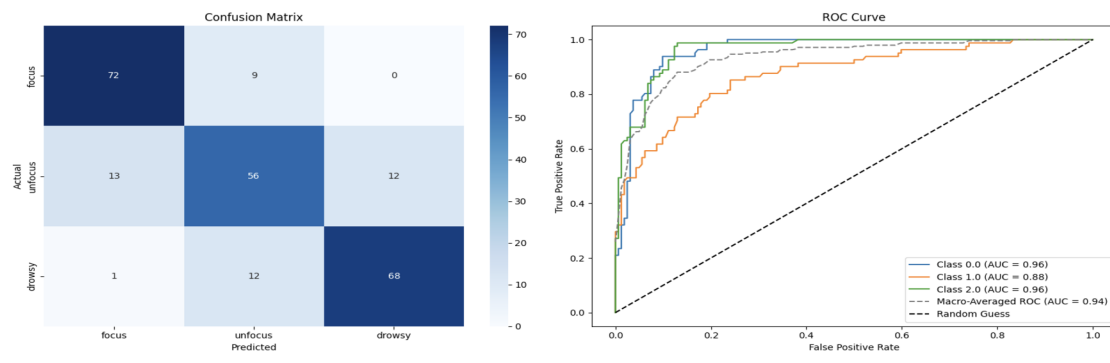 Confusion Matrix
focus
unfocus
drowsy
Actual
72 9 0
13 56 12
1 12 68
focus unfocus drowsy
Predicted
70
60
50
40
30
20
10
0
ROC Curve
True Positive Rate
1.0
0.8
0.6
0.4
0.2
0.0
0.0 0.2 0.4 0.6 0.8 1.0
False Positive Rate
Class 0.0 (AUC = 0.96)
Class 1.0 (AUC = 0.88)
Class 2.0 (AUC = 0.96)
Macro-Averaged ROC (AUC = 0.94)
Random Guess